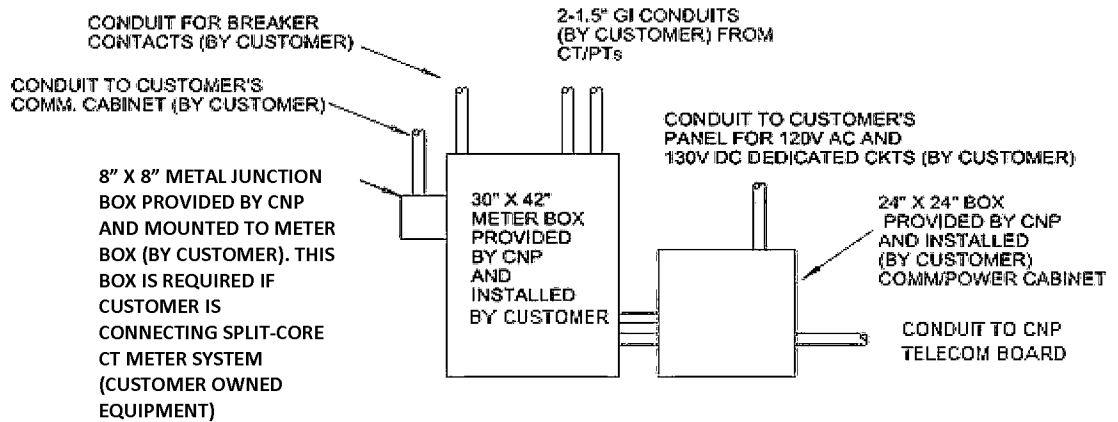 CONDUIT FOR BREAKER
CONTACTS (BY CUSTOMER)
2-1.5" GI CONDUITS
(BY CUSTOMER) FROM
CT/PTs
CONDUIT TO CUSTOMER'S
COMM. CABINET (BY CUSTOMER)
CONDUIT TO CUSTOMER'S
PANEL FOR 120V AC AND
130V DC DEDICATED CKTS (BY CUSTOMER)
8” X 8” METAL JUNCTION
BOX PROVIDED BY CNP
AND MOUNTED TO METER
BOX (BY CUSTOMER). THIS
BOX IS REQUIRED IF
CUSTOMER IS
CONNECTING SPLIT-CORE
CT METER SYSTEM
(CUSTOMER OWNED
EQUIPMENT)
30" X 42"
METER BOX
PROVIDED
BY CNP
AND
INSTALLED
BY CUSTOMER
24" X 24" BOX
PROVIDED BY CNP
AND INSTALLED
(BY CUSTOMER)
COMM/POWER CABINET
CONDUIT TO CNP
TELECOM BOARD